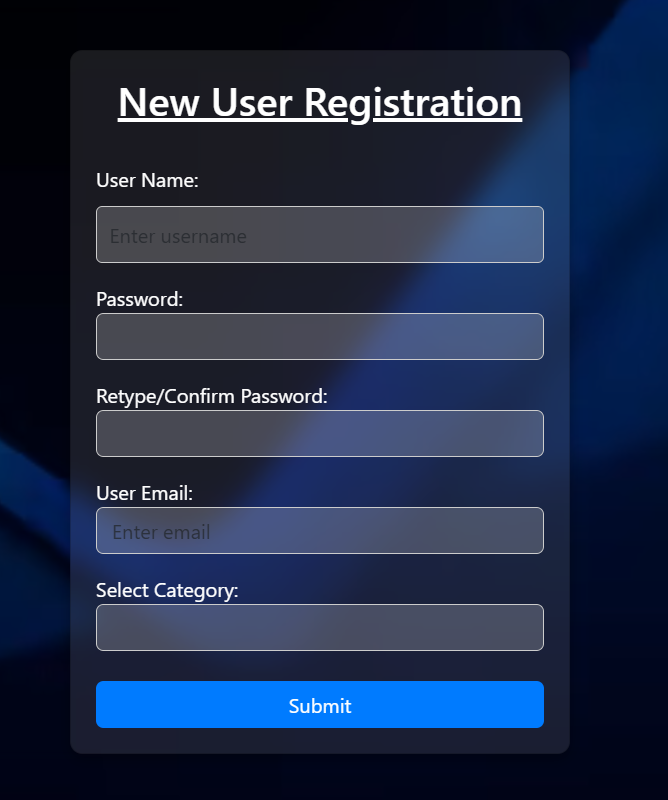 New User Registration
User Name:
Enter username
Password:
Retype/Confirm Password:
User Email:
Enter email
Select Category:
Submit